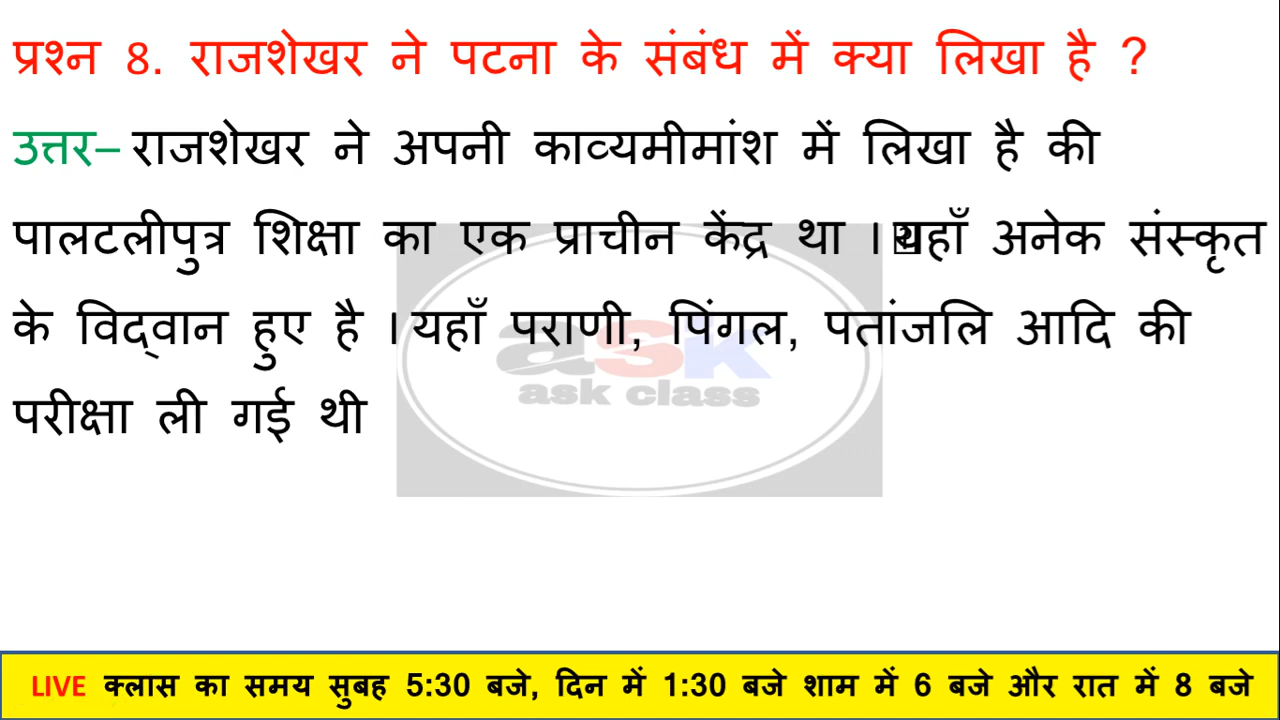 प्रश्न 8. राजशेखर ने पटना के संबंध में क्या लिखा है ?
उत्तर– राजशेखर ने अपनी काव्यमीमांश में लिखा है की
पालटलीपुत्र शिक्षा का एक प्राचीन केंद्र था । यहाँ अनेक संस्कृत
के विद्वान हुए है । यहाँ पराणी, पिंगल, पतांजलि आदि की
ask
ask class
परीक्षा ली गई थी
LIVE क्लास का समय सुबह 5:30 बजे, दिन में 1:30 बजे शाम में 6 बजे और रात में 8 बजे